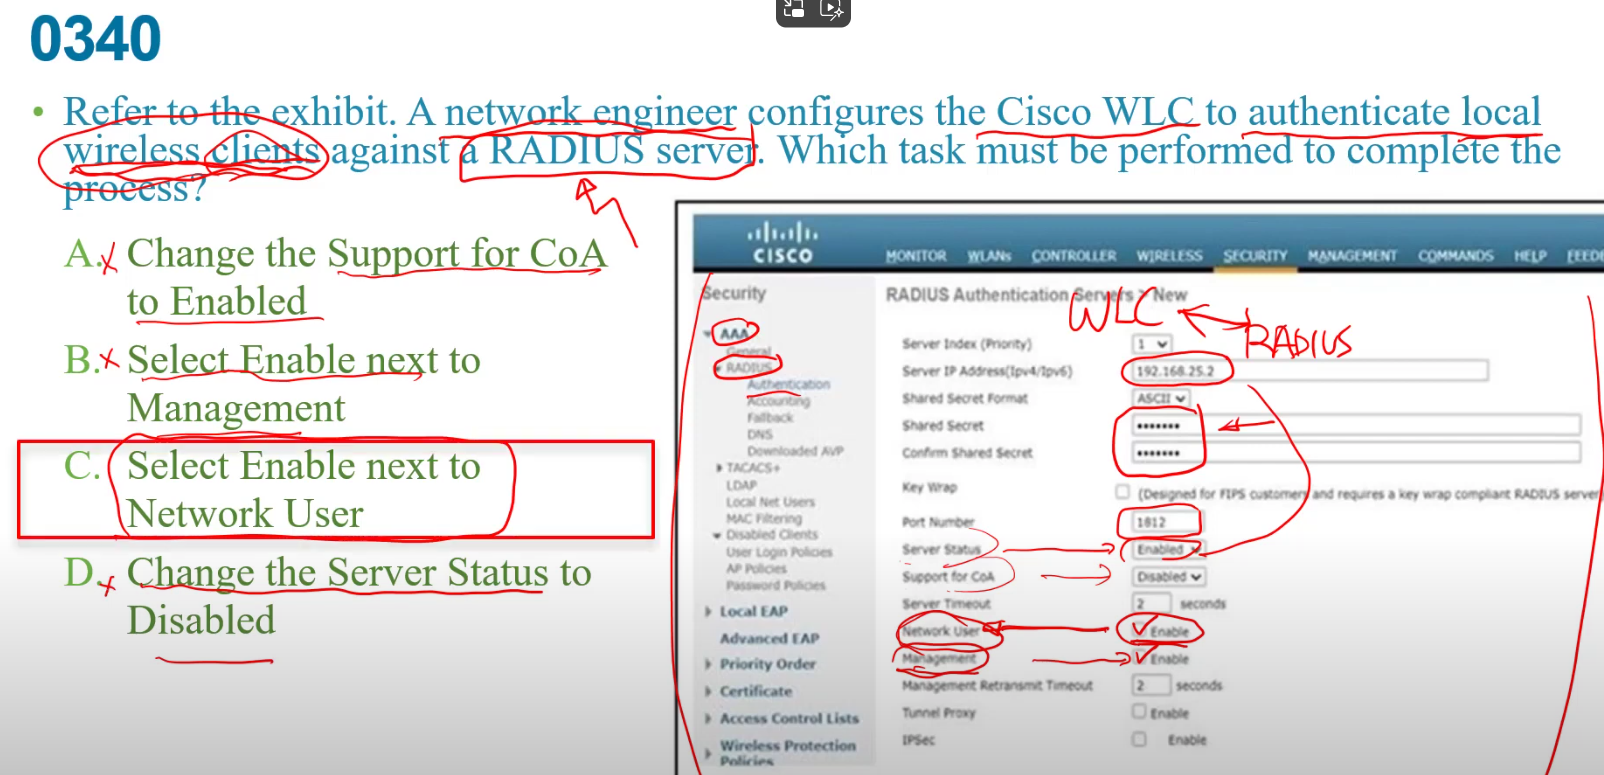 0340
• Refer to the exhibit. A network engineer configures the Cisco WLC to authenticate local
wireless clients against a RADIUS server. Which task must be performed to complete the
process?
A. Change the Support for CoA
to Enabled
B. Select Enable next to
Management
C. Select Enable next to
Network User
D. Change the Server Status to
Disabled
CISCO
MONITOR WLANs CONTROLLER WIRELESS SECURITY MANAGEMENT COMMANDS HELP FEED
Security
AAA
General
RADIUS
Authentication
Accounting
Fallback
DNS
Downloaded AVP
TACACS+
LDAP
Local Net Users
MAC Filtering
Disabled Clients
User Login Policies
AP Policies
Password Policies
Local EAP
Advanced EAP
Priority Order
Certificate
Access Control Lists
Wireless Protection
Policies
RADIUS Authentication Servers > New
WLC
RADIUS
Server Index (Priority) 1
Server IP Address(Ipv4/Ipv6) 192.168.25.2
Shared Secret Format ASCII
Shared Secret •••••••
Confirm Shared Secret •••••••
Key Wrap (Designed for FIPS customers and requires a key wrap compliant RADIUS server
Port Number 1812
Server Status Enabled
Support for CoA Disabled
Server Timeout 2 seconds
Network User Enable
Management Enable
Management Retransmit Timeout 2 seconds
Tunnel Proxy Enable
IPSec Enable